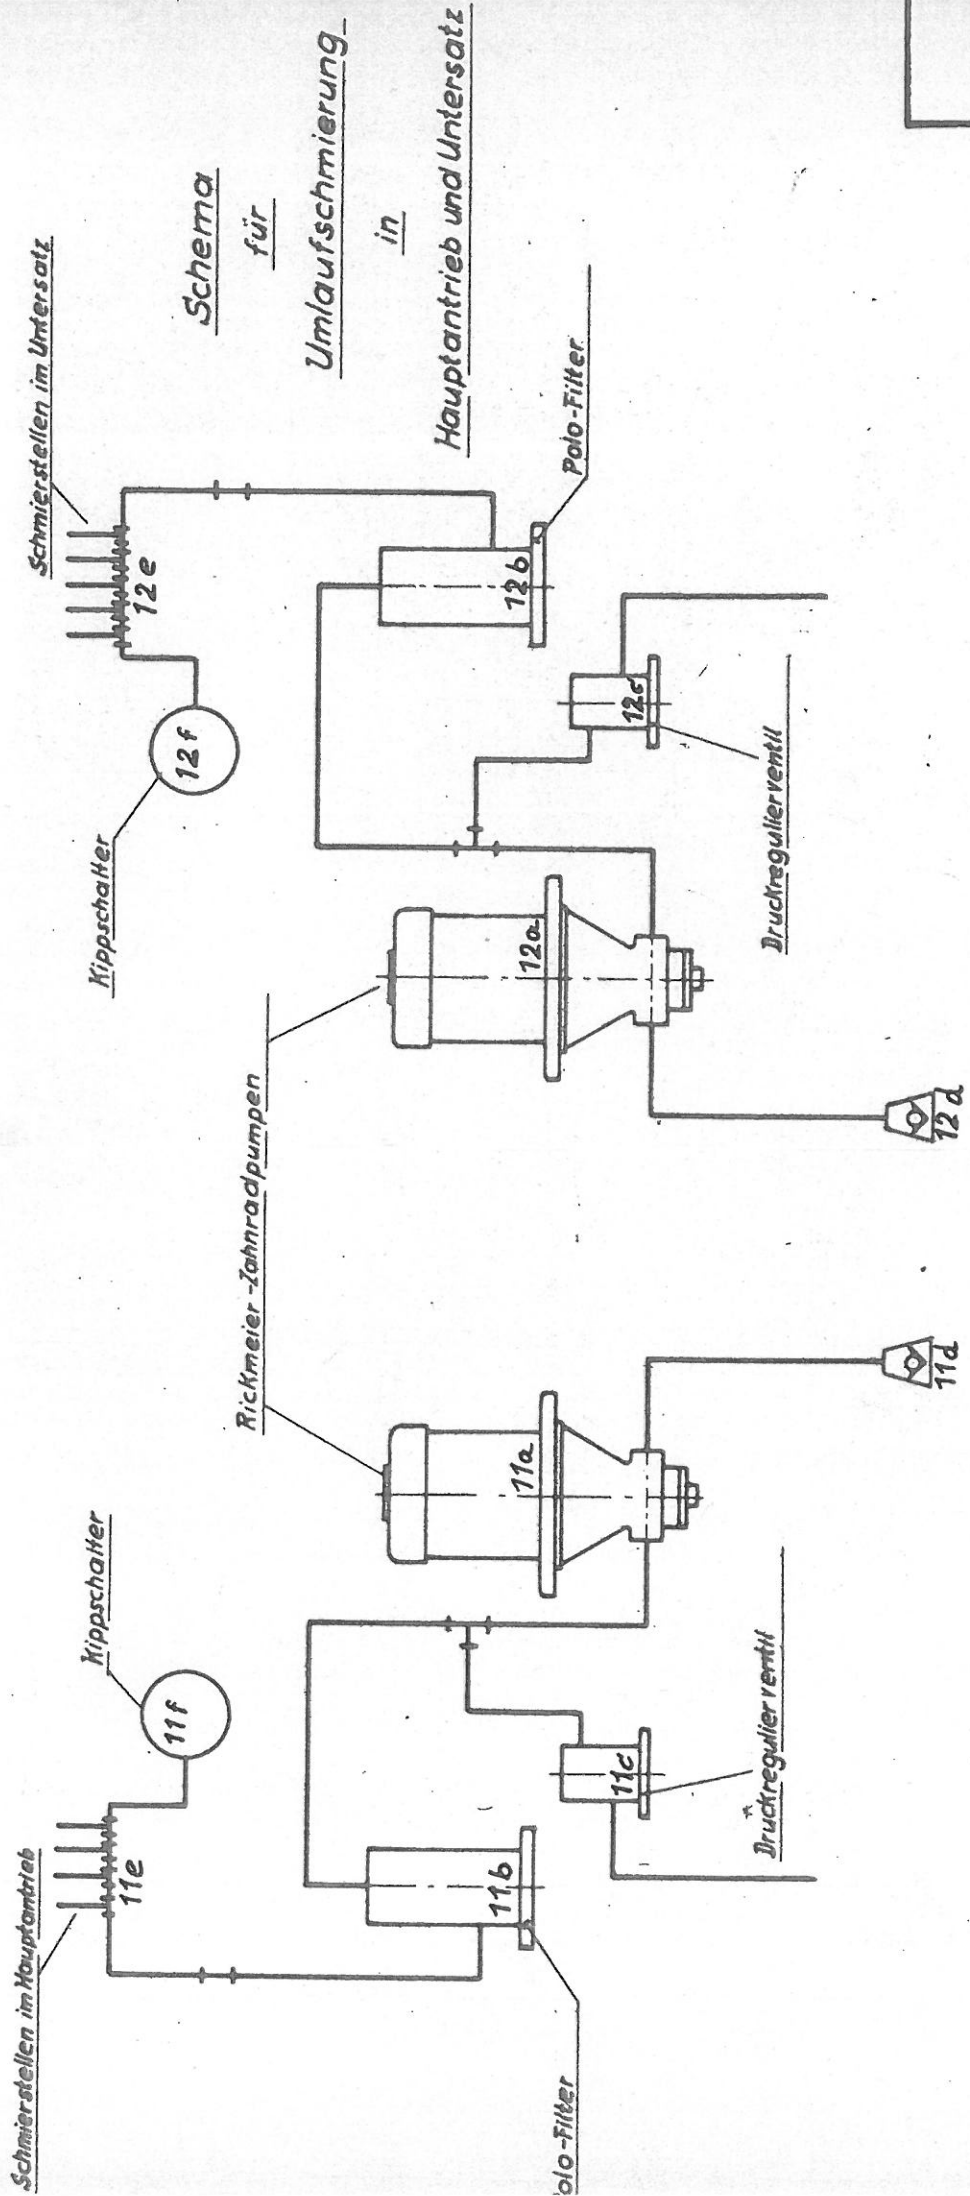 Schema
für
Umlaufschmierung
in
Hauptantrieb und Untersatz
Schmierstellen im Hauptantrieb
11e
Kippschalter
11f
Rickmeier-Zahnradpumpen
Kippschalter
12f
Schmierstellen im Untersatz
12e
11b
olo-Filter
11c
Druckregulierventil
11a
11d
12a
12d
12c
Druckregulierventil
12b
Polo-Filter